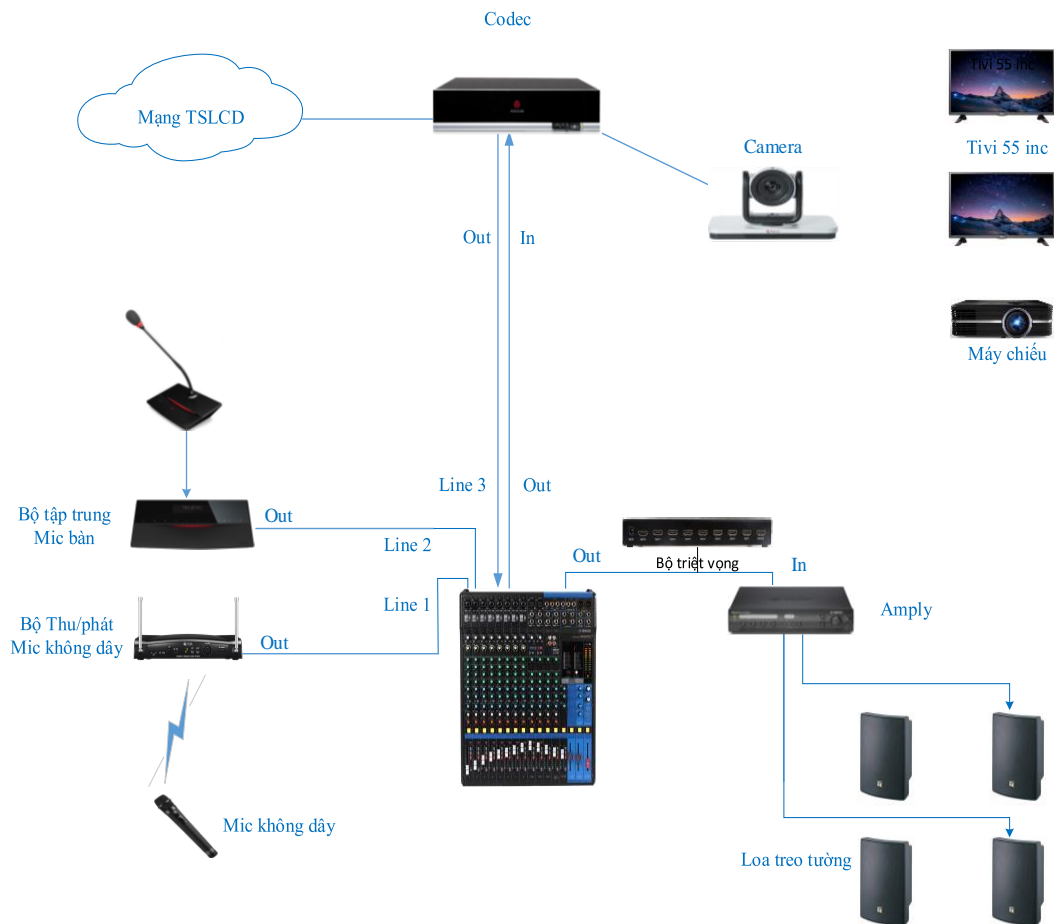 Codec
Tivi 55 inc
Mạng TSLCD
Camera
Tivi 55 inc
Out
In
Máy chiếu
Line 3
Out
Bộ tập trung
Mic bàn
Out
Line 2
Out
Bộ triệt vọng
In
Line 1
Amply
Bộ Thu/phát
Mic không dây
Out
Mic không dây
Loa treo tường